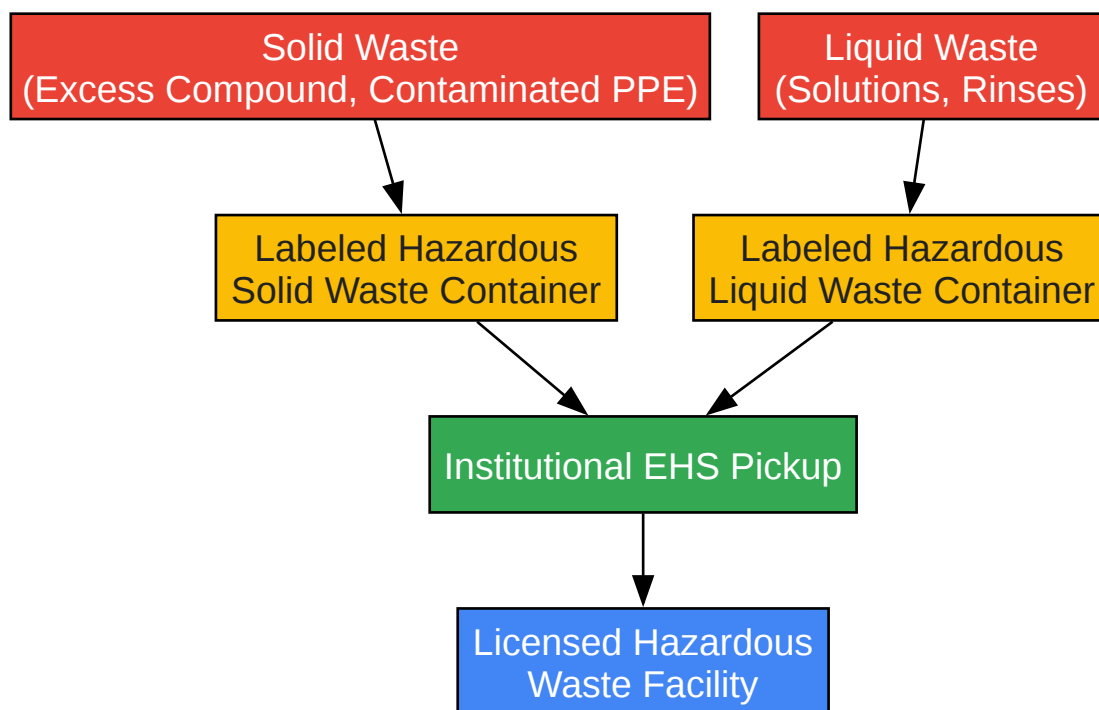 Solid Waste
(Excess Compound, Contaminated PPE)
Liquid Waste
(Solutions, Rinses)
Labeled Hazardous
Solid Waste Container
Labeled Hazardous
Liquid Waste Container
Institutional EHS Pickup
Licensed Hazardous
Waste Facility